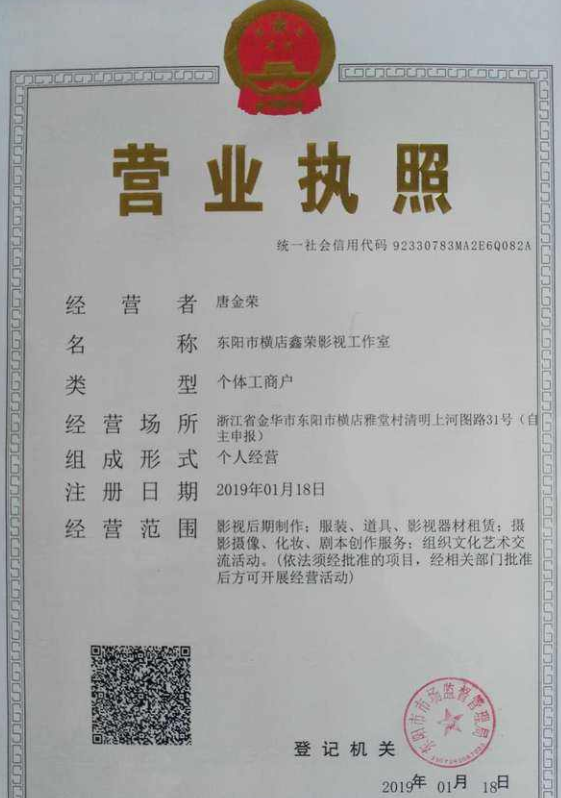 营业执照
统一社会信用代码 92330783MA2E6Q082A
经营者 唐金荣
名称 东阳市横店鑫荣影视工作室
类型 个体工商户
经营场所 浙江省金华市东阳市横店雅堂村清明上河图路31号（自
主申报）
组成形式 个人经营
注册日期 2019年01月18日
经营范围 影视后期制作；服装、道具、影视器材租赁；摄
影摄像、化妆、剧本创作服务；组织文化艺术交
流活动。(依法须经批准的项目，经相关部门批准
后方可开展经营活动)
东阳市市场监督管理局
登记机关
2019年 01月 18日